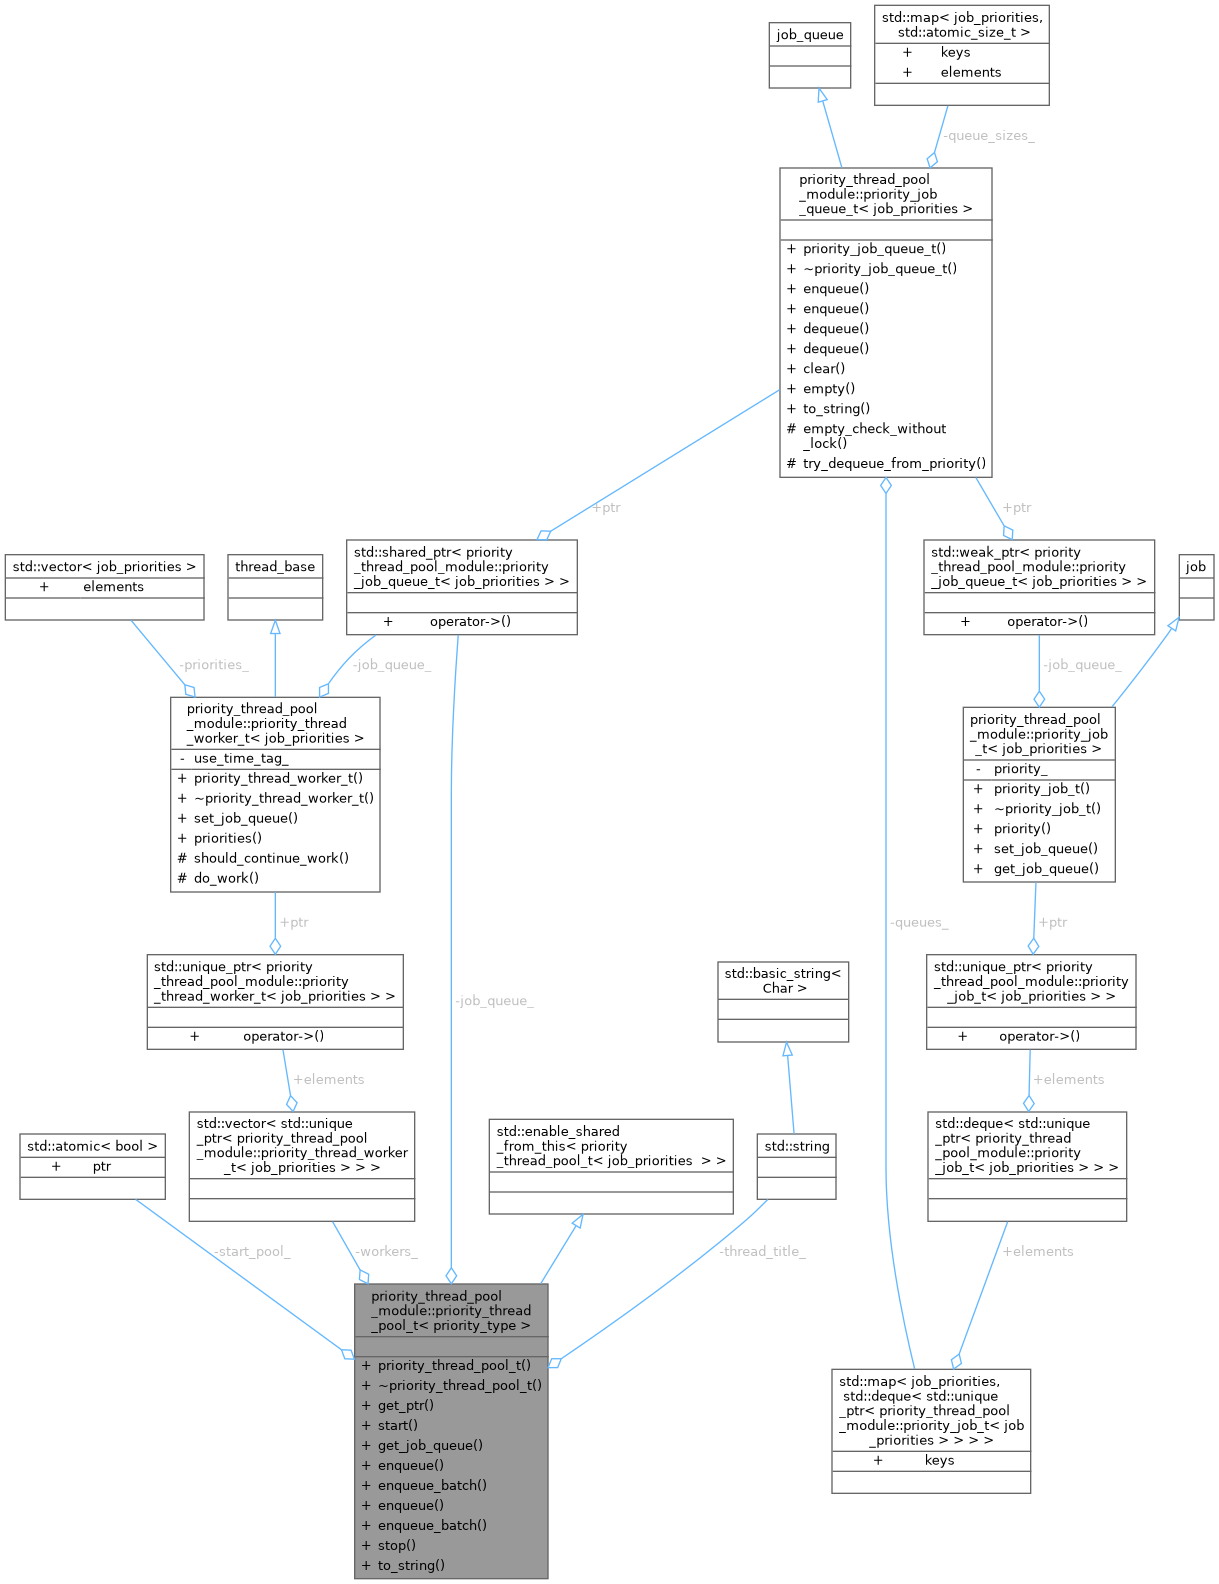 job_queue
std::map< job_priorities,
std::atomic_size_t >
+ keys
+ elements
-queue_sizes_
priority_thread_pool
_module::priority_job
_queue_t< job_priorities >
+ priority_job_queue_t()
+ ~priority_job_queue_t()
+ enqueue()
+ enqueue()
+ dequeue()
+ dequeue()
+ clear()
+ empty()
+ to_string()
# empty_check_without
_lock()
# try_dequeue_from_priority()
+ptr
+ptr
std::vector< job_priorities >
+ elements
thread_base
std::shared_ptr< priority
_thread_pool_module::priority
_job_queue_t< job_priorities > >
+ operator->()
std::weak_ptr< priority
_thread_pool_module::priority
_job_queue_t< job_priorities > >
+ operator->()
job
-priorities_
-job_queue_
-job_queue_
priority_thread_pool
_module::priority_thread
_worker_t< job_priorities >
- use_time_tag_
+ priority_thread_worker_t()
+ ~priority_thread_worker_t()
+ set_job_queue()
+ priorities()
# should_continue_work()
# do_work()
priority_thread_pool
_module::priority_job
_t< job_priorities >
- priority_
+ priority_job_t()
+ ~priority_job_t()
+ priority()
+ set_job_queue()
+ get_job_queue()
+ptr
-queues_
+ptr
std::unique_ptr< priority
_thread_pool_module::priority
_thread_worker_t< job_priorities > >
+ operator->()
-job_queue_
std::basic_string<
Char >
std::unique_ptr< priority
_thread_pool_module::priority
_job_t< job_priorities > >
+ operator->()
+elements
+elements
std::atomic< bool >
+ ptr
std::vector< std::unique
_ptr< priority_thread_pool
_module::priority_thread_worker
_t< job_priorities > > >
std::enable_shared
_from_this< priority
_thread_pool_t< job_priorities  > >
std::string
std::deque< std::unique
_ptr< priority_thread
_pool_module::priority
_job_t< job_priorities > > >
-start_pool_
-workers_
-thread_title_
+elements
priority_thread_pool
_module::priority_thread
_pool_t< priority_type >
+ priority_thread_pool_t()
+ ~priority_thread_pool_t()
+ get_ptr()
+ start()
+ get_job_queue()
+ enqueue()
+ enqueue_batch()
+ enqueue()
+ enqueue_batch()
+ stop()
+ to_string()
std::map< job_priorities,
std::deque< std::unique
_ptr< priority_thread_pool
_module::priority_job_t< job
_priorities > > > >
+ keys